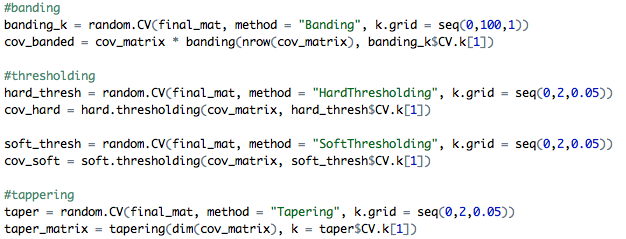 #banding
banding_k = random.CV(final_mat, method = "Banding", k.grid = seq(0,100,1))
cov_banded = cov_matrix * banding(nrow(cov_matrix), banding_k$CV.k[1])

#thresholding
hard_thresh = random.CV(final_mat, method = "HardThresholding", k.grid = seq(0,2,0.05))
cov_hard = hard.thresholding(cov_matrix, hard_thresh$CV.k[1])

soft_thresh = random.CV(final_mat, method = "SoftThresholding", k.grid = seq(0,2,0.05))
cov_soft = soft.thresholding(cov_matrix, soft_thresh$CV.k[1])

#tappering
taper = random.CV(final_mat, method = "Tapering", k.grid = seq(0,2,0.05))
taper_matrix = tapering(dim(cov_matrix), k = taper$CV.k[1])